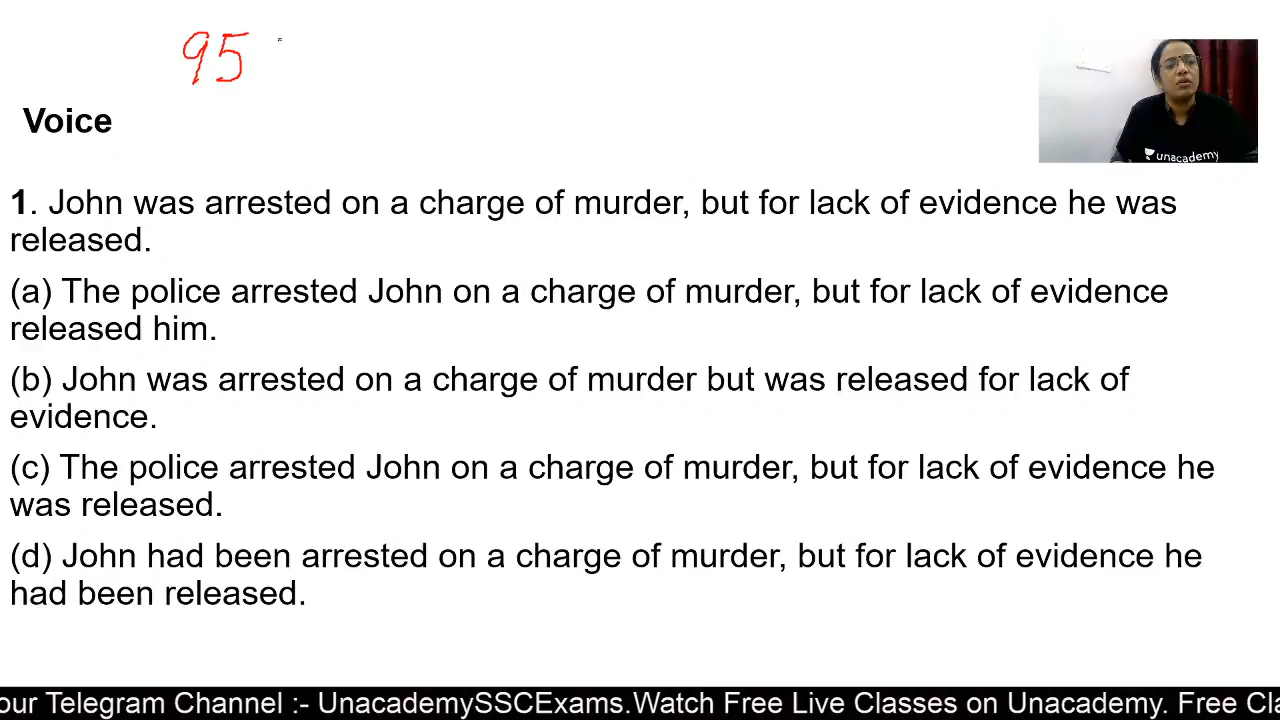 95
unacademy
Voice
1. John was arrested on a charge of murder, but for lack of evidence he was
released.
(a) The police arrested John on a charge of murder, but for lack of evidence
released him.
(b) John was arrested on a charge of murder but was released for lack of
evidence.
(c) The police arrested John on a charge of murder, but for lack of evidence he
was released.
(d) John had been arrested on a charge of murder, but for lack of evidence he
had been released.
our Telegram Channel :- UnacademySSCExams.Watch Free Live Classes on Unacademy. Free Cla